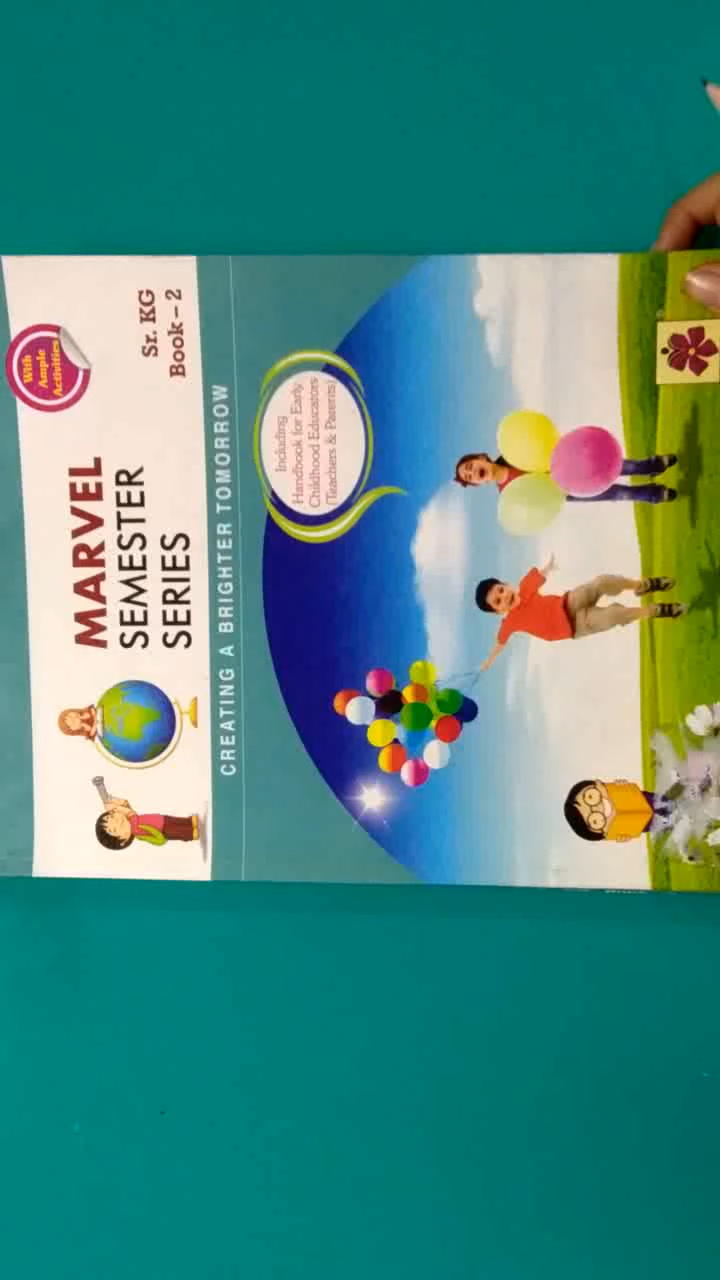 With
Ample
Activities
Sr. KG
Book – 2
MARVEL
SEMESTER
SERIES
CREATING A BRIGHTER TOMORROW
Including
Handbook for Early
Childhood Educators
(Teachers & Parents)